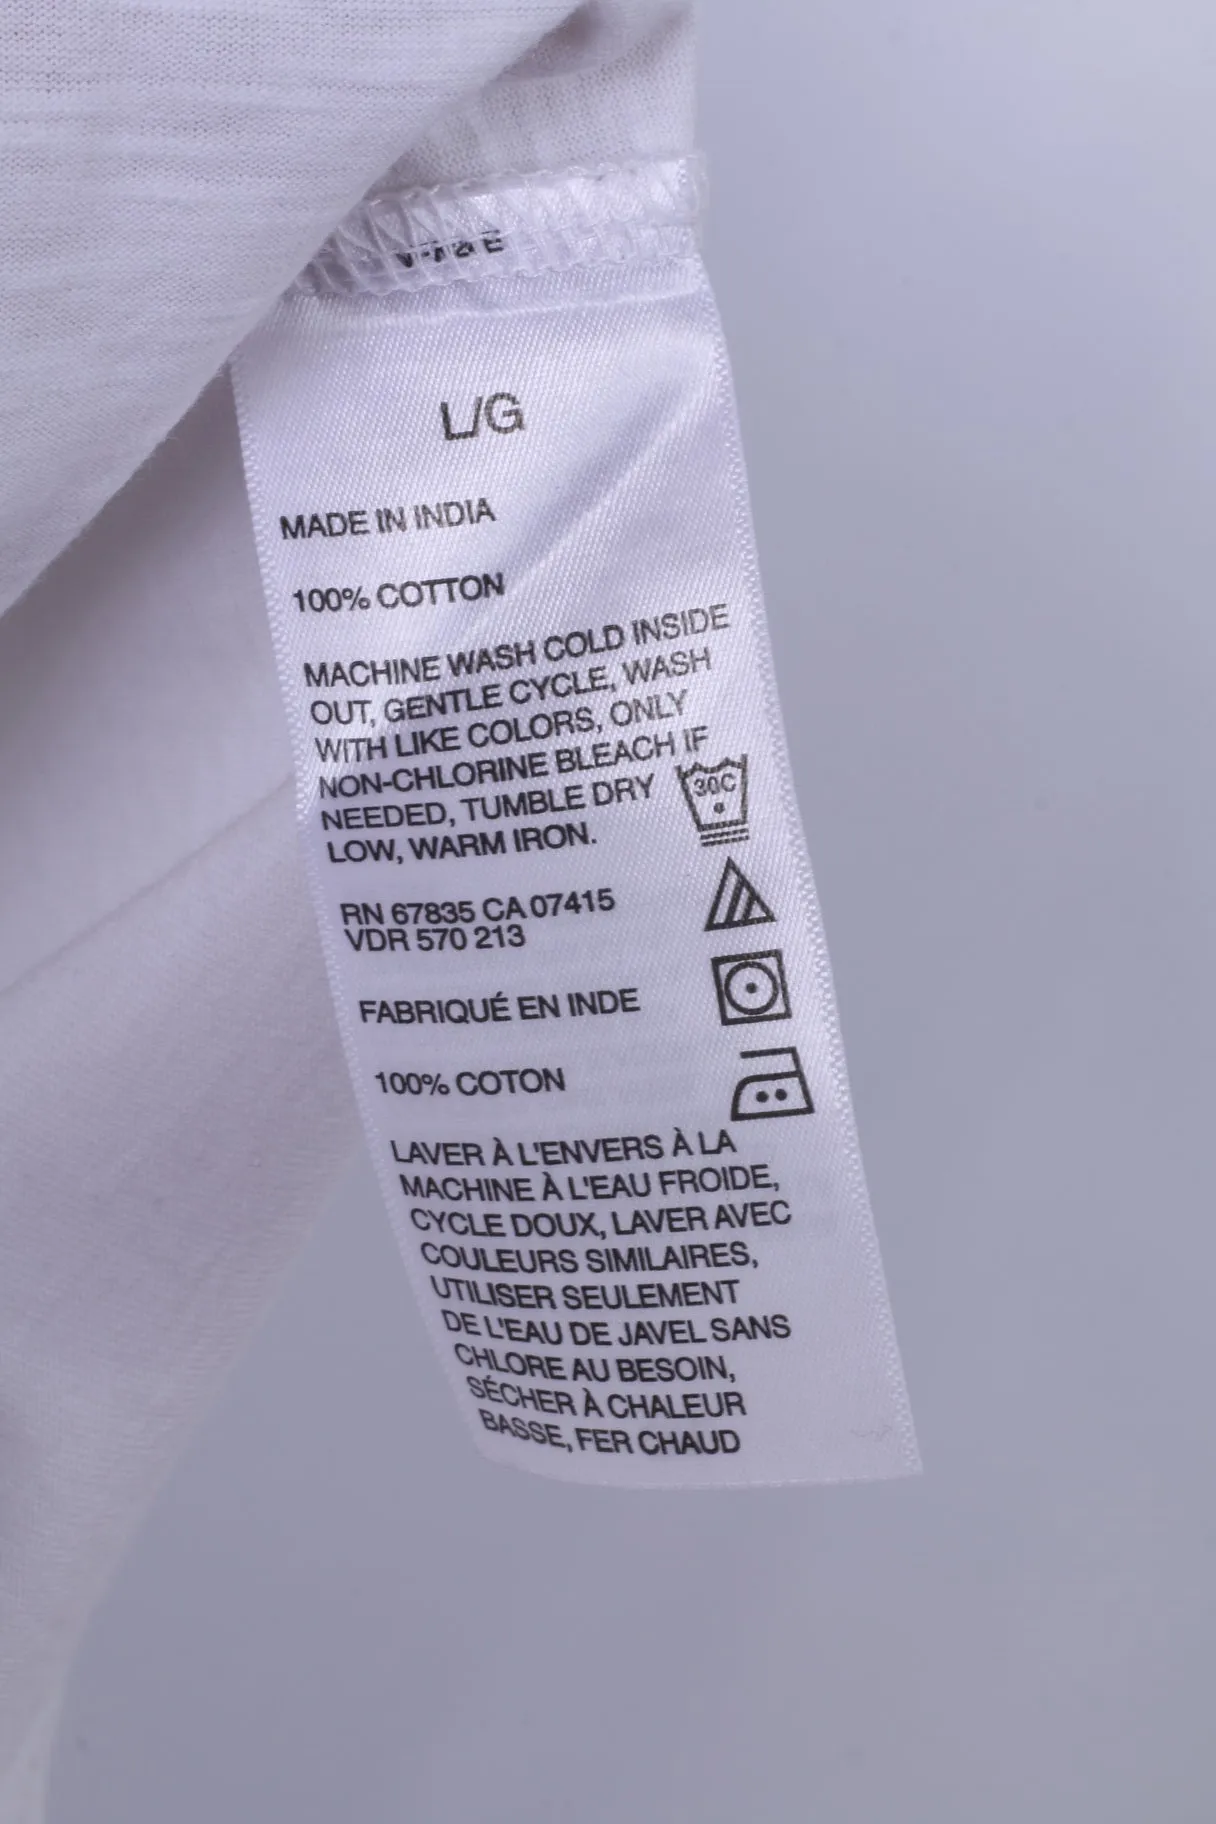 L/G
MADE IN INDIA
100% COTTON
MACHINE WASH COLD INSIDE
OUT, GENTLE CYCLE, WASH
WITH LIKE COLORS, ONLY
NON-CHLORINE BLEACH IF
NEEDED, TUMBLE DRY
LOW, WARM IRON.
30C
RN 67835 CA 07415
VDR 570 213
FABRIQUÉ EN INDE
100% COTON
LAVER À L'ENVERS À LA
MACHINE À L'EAU FROIDE,
CYCLE DOUX, LAVER AVEC
COULEURS SIMILAIRES,
UTILISER SEULEMENT
DE L'EAU DE JAVEL SANS
CHLORE AU BESOIN,
SÉCHER À CHALEUR
BASSE, FER CHAUD